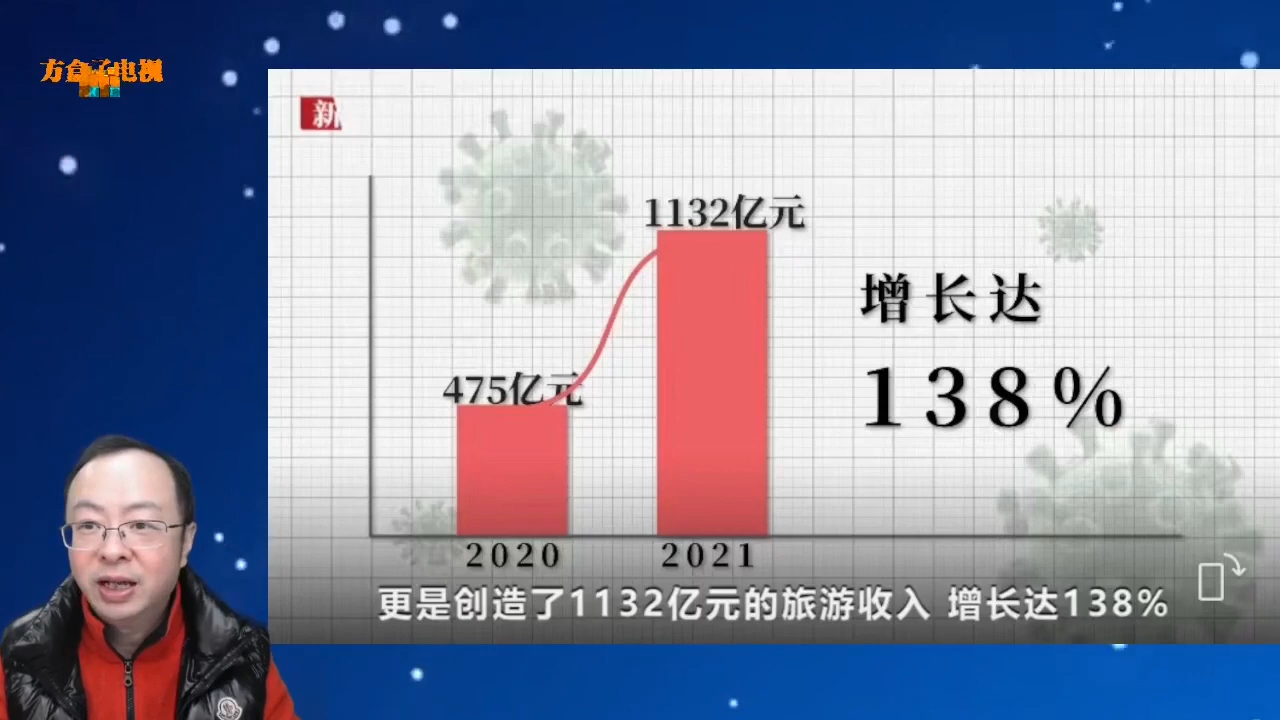 方盒子电视
新
1132亿元
475亿元
增长达
138%
2020
2021
更是创造了1132亿元的旅游收入 增长达138%